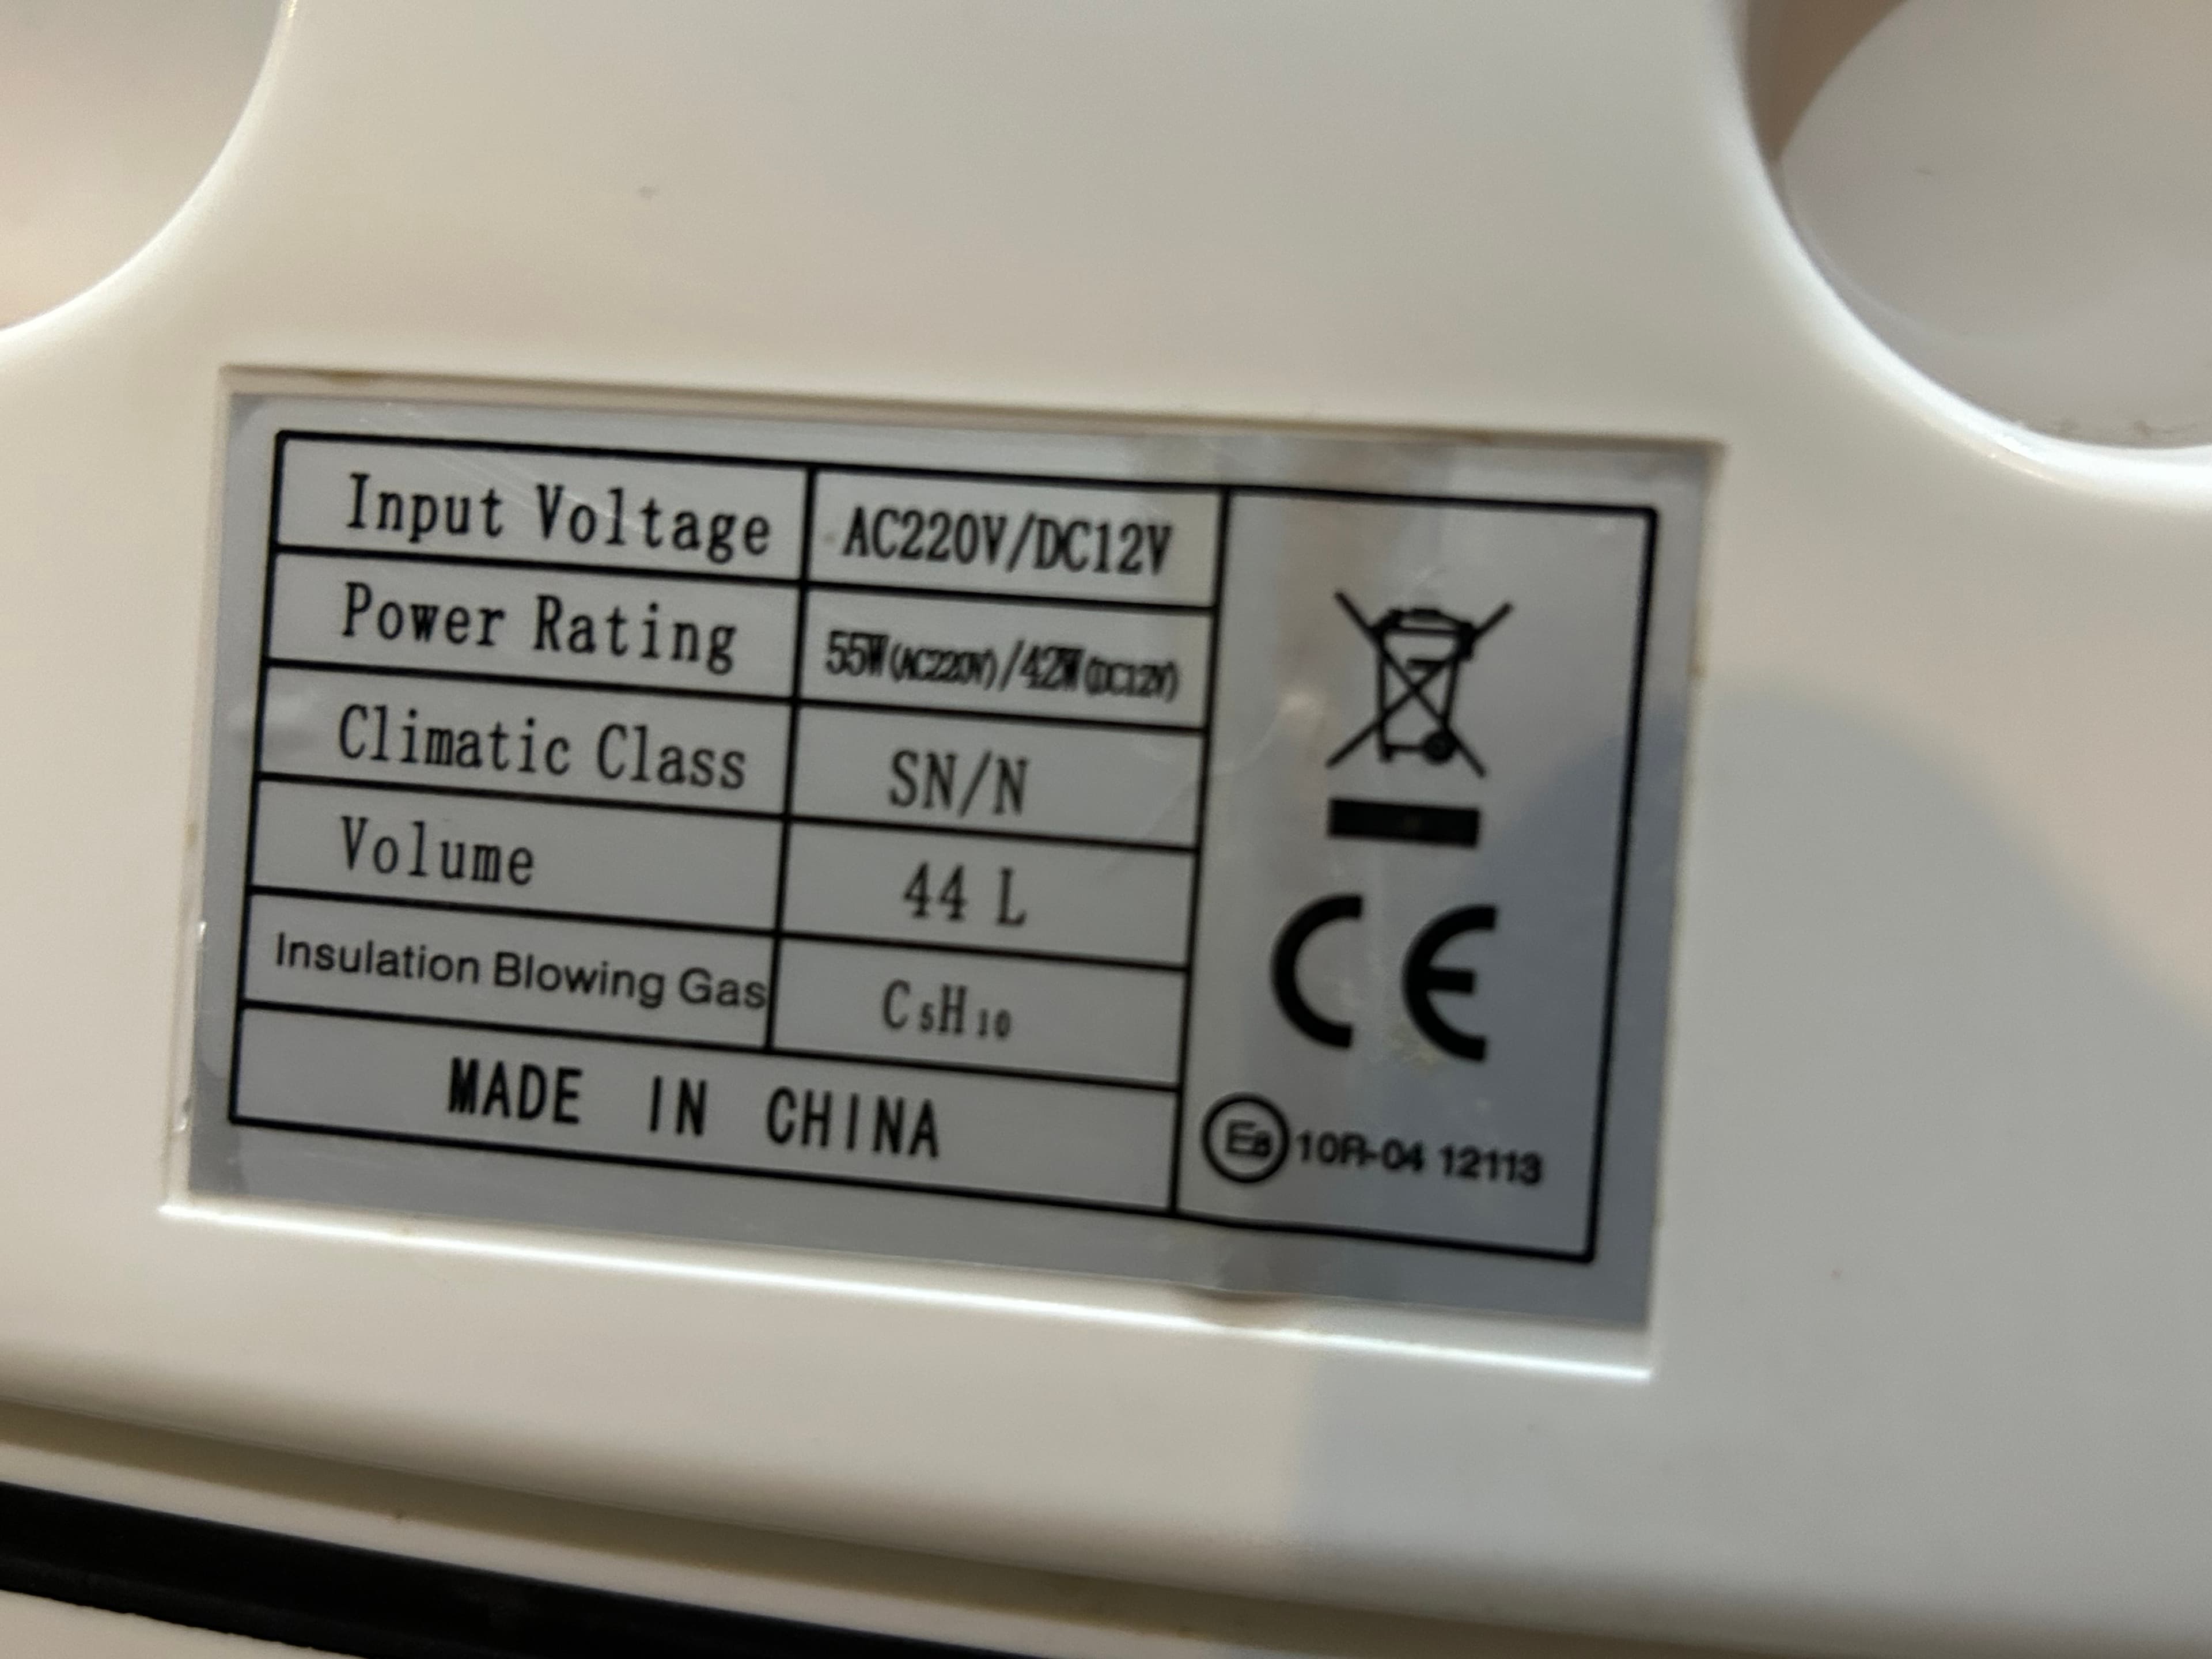 Input Voltage AC220V/DC12V
Power Rating 55W(AC220V)/42W(DC12V)
Climatic Class SN/N
Volume 44 L
Insulation Blowing Gas C₅H₁₀
MADE IN CHINA
CE
E8 10R-04 12113